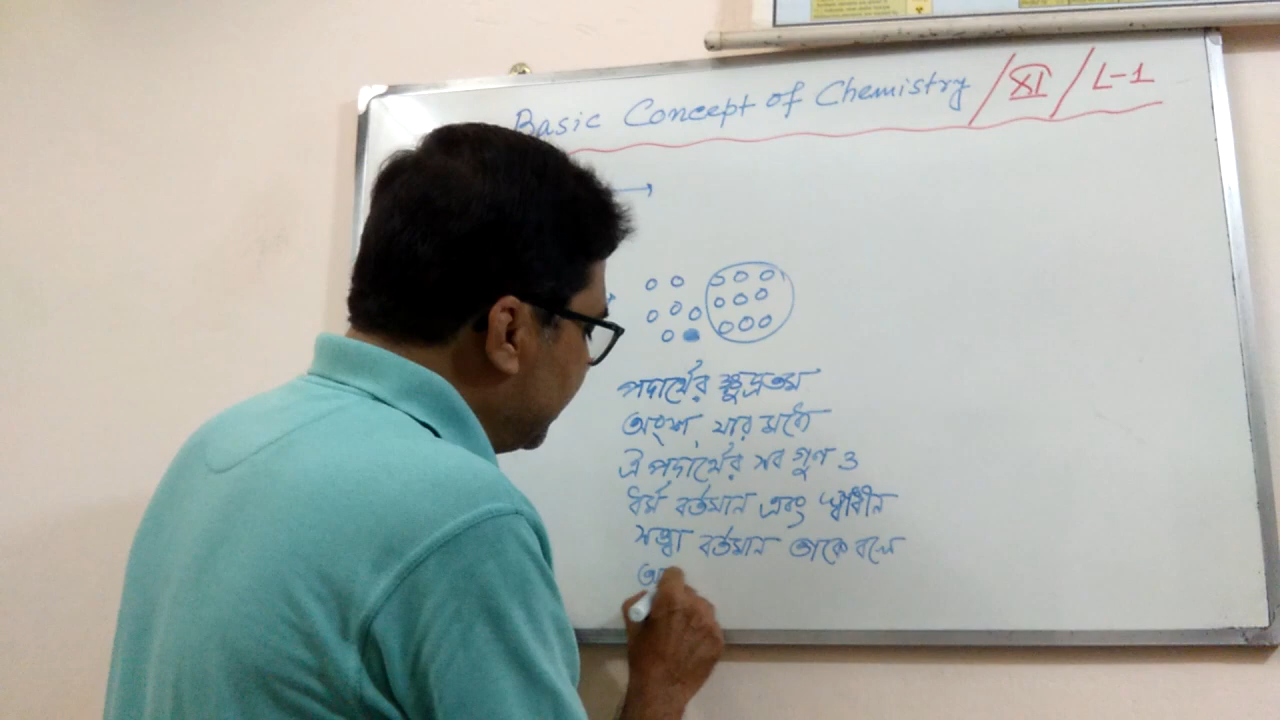 Basic Concept of Chemistry / XI / L-1
পদার্থের ক্ষুদ্রতম
অংশ, যার মধ্যে
ঐ পদার্থের সব গুণ ও
ধর্ম বর্তমান এবং স্বাধীন
সত্ত্বা বর্তমান তাকে বলে